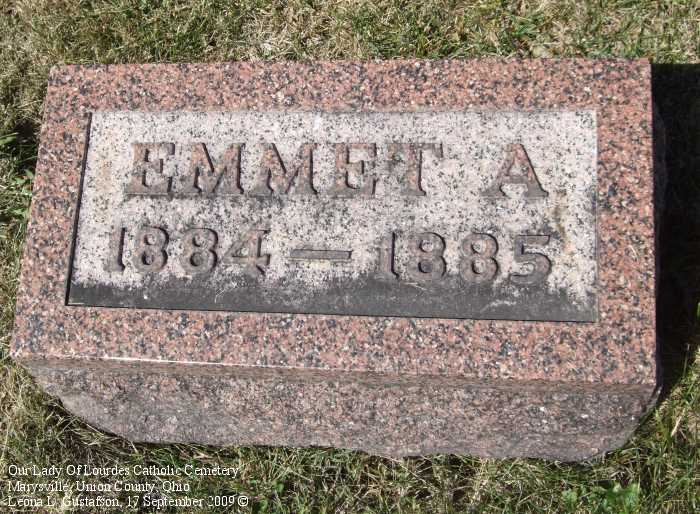 EMMET A
1884 — 1885
Our Lady Of Lourdes Catholic Cemetery
Marysville, Union County, Ohio
Leona L. Gustafson, 17 September 2009 ©